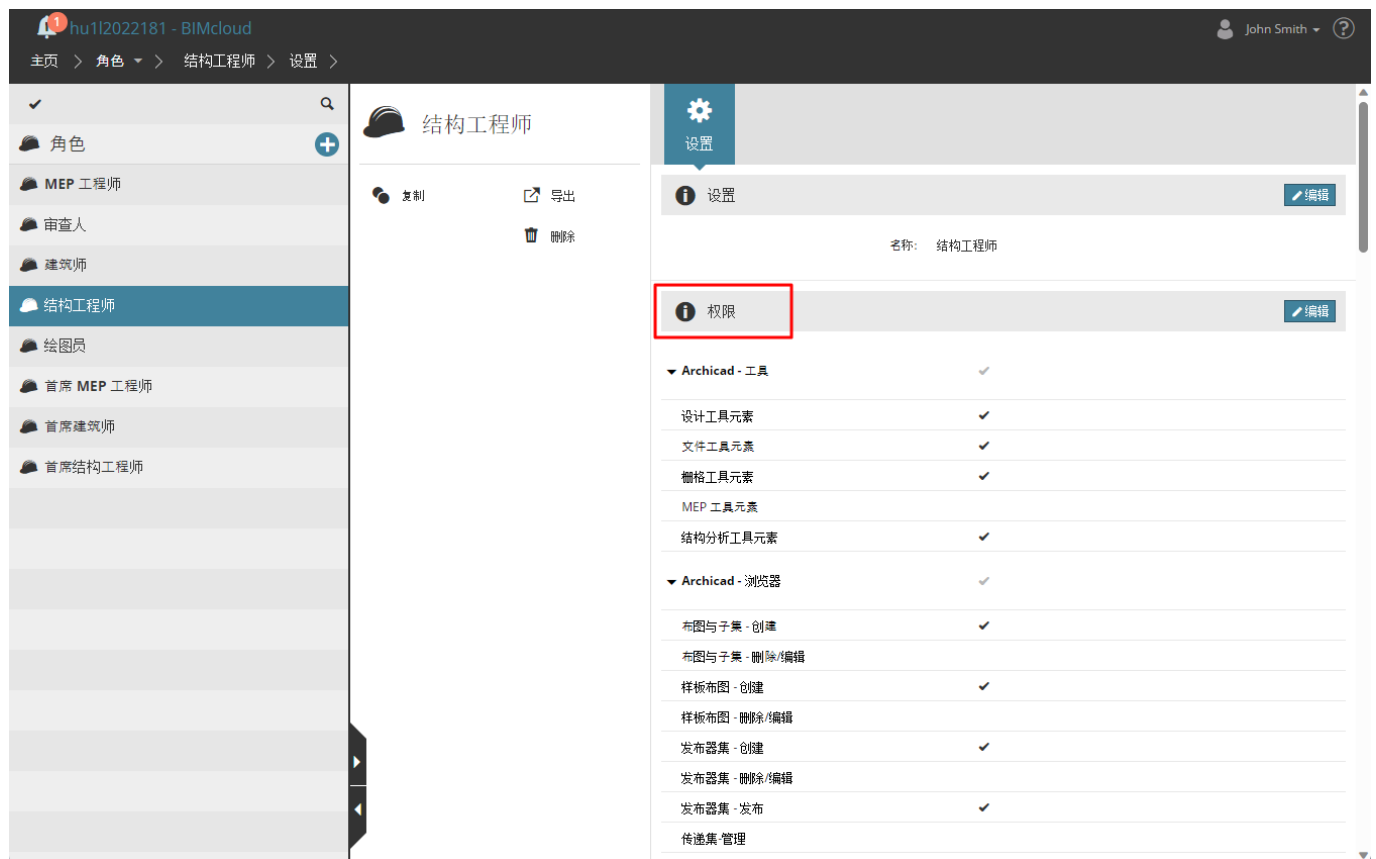 1
hu1l2022181 - BIMcloud
John Smith
?
主页 > 角色 > 结构工程师 > 设置 >
角色
MEP 工程师
审查人
建筑师
结构工程师
绘图员
首席 MEP 工程师
首席建筑师
首席结构工程师
结构工程师
复制
导出
删除
设置
设置
编辑
名称: 结构工程师
权限
编辑
Archicad - 工具
设计工具元素
文件工具元素
栅格工具元素
MEP 工具元素
结构分析工具元素
Archicad - 浏览器
布图与子集 - 创建
布图与子集 - 删除/编辑
样板布图 - 创建
样板布图 - 删除/编辑
发布器集 - 创建
发布器集 - 删除/编辑
发布器集 - 发布
传递集-管理